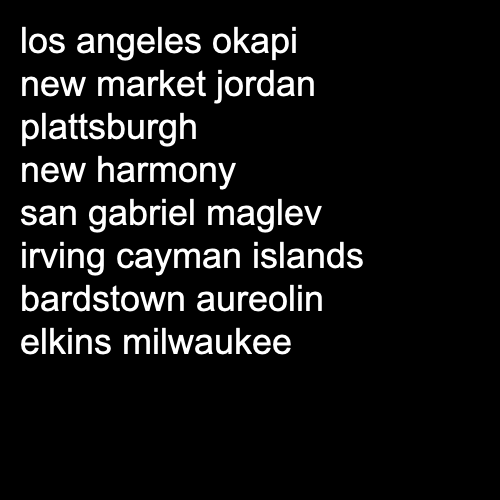 los angeles okapi
new market jordan
plattsburgh
new harmony
san gabriel maglev
irving cayman islands
bardstown aureolin
elkins milwaukee